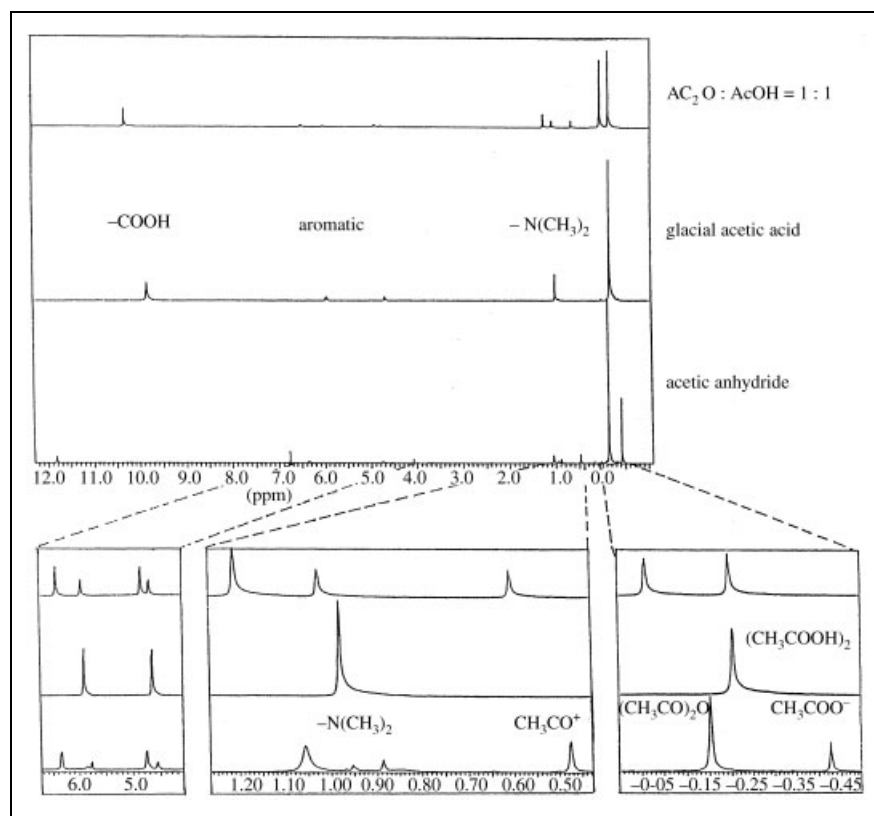 AC₂ O : AcOH = 1 : 1
–COOH aromatic – N(CH₃)₂ glacial acetic acid
acetic anhydride
12.0 11.0 10.0 9.0 8.0 7.0 6.0 5.0 4.0 3.0 2.0 1.0 0.0
(ppm)
(CH₃COOH)₂
–N(CH₃)₂ CH₃CO⁺ (CH₃CO)₂O CH₃COO⁻
6.0 5.0 1.20 1.10 1.00 0.90 0.80 0.70 0.60 0.50 –0-05 –0.15 –0.25 –0.35 –0.45